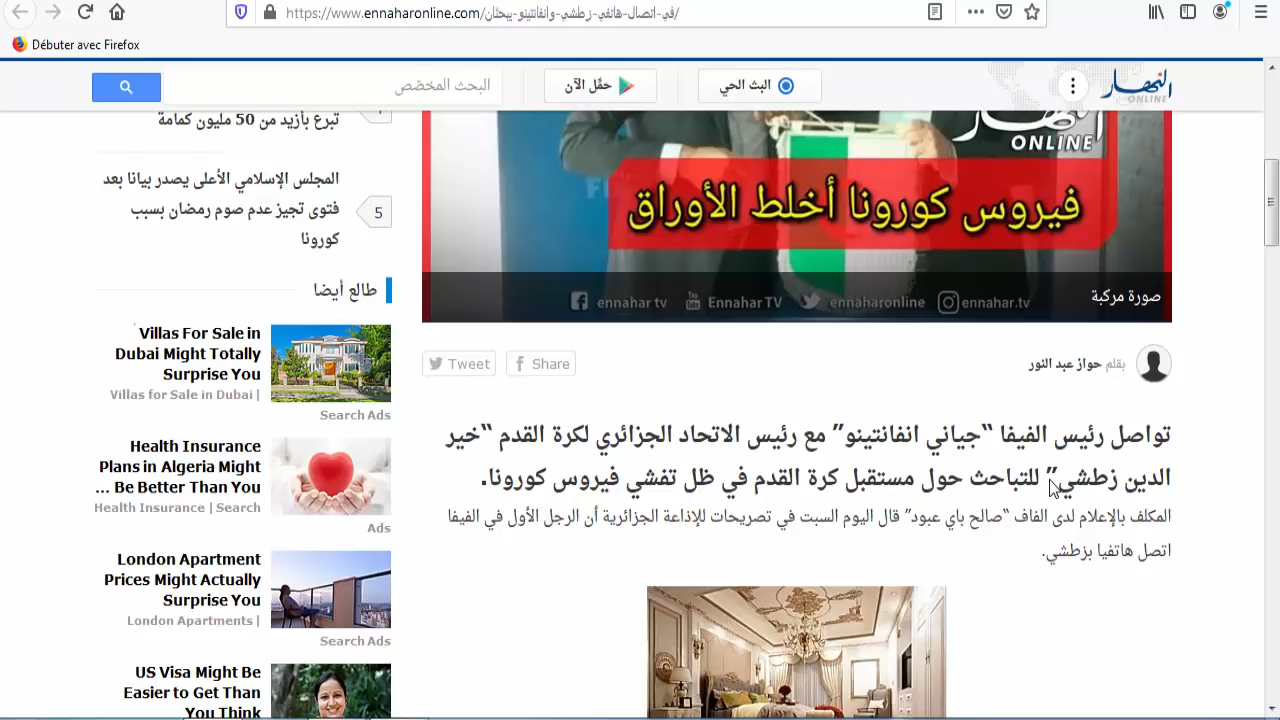 https://www.ennaharonline.com/في-اتصال-هاتفي-زطشي-وانفانتينو-يبحثان/
Débuter avec Firefox
النهار
ONLINE
البث الحي
حمّل الآن
البحث المخصّص
ONLINE
فيروس كورونا أخلط الأوراق
صورة مركبة
ennahar tv
Ennahar TV
ennaharonline
ennahar.tv
بقلم حواز عبد النور
Share
Tweet
تواصل رئيس الفيفا “جياني انفانتينو” مع رئيس الاتحاد الجزائري لكرة القدم “خير
الدين زطشي” للتباحث حول مستقبل كرة القدم في ظل تفشي فيروس كورونا.
المكلف بالإعلام لدى الفاف “صالح باي عبود” قال اليوم السبت في تصريحات للإذاعة الجزائرية أن الرجل الأول في الفيفا
اتصل هاتفيا بزطشي.
تبرع بأزيد من 50 مليون كمامة
5
المجلس الإسلامي الأعلى يصدر بيانا بعد
فتوى تجيز عدم صوم رمضان بسبب
كورونا
طالع أيضا
Villas For Sale in
Dubai Might Totally
Surprise You
Villas for Sale in Dubai |
Search Ads
Health Insurance
Plans in Algeria Might
... Be Better Than You
Health Insurance | Search
Ads
London Apartment
Prices Might Actually
Surprise You
London Apartments |
Search Ads
US Visa Might Be
Easier to Get Than
You Think